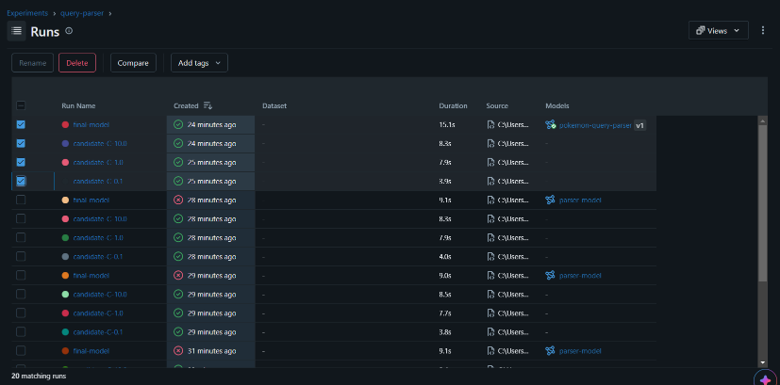 Experiments > query-parser >
Runs
Views
Rename Delete Compare Add tags
Run Name Created Dataset Duration Source Models
final-model 24 minutes ago - 15.1s C:\Users... pokemon-query-parser v1
candidate-C-10.0 24 minutes ago - 8.3s C:\Users... -
candidate-C-1.0 25 minutes ago - 7.9s C:\Users... -
candidate-C-0.1 25 minutes ago - 3.9s C:\Users... -
final-model 28 minutes ago - 9.1s C:\Users... parser-model
candidate-C-10.0 28 minutes ago - 8.3s C:\Users... -
candidate-C-1.0 28 minutes ago - 7.9s C:\Users... -
candidate-C-0.1 28 minutes ago - 4.0s C:\Users... -
final-model 29 minutes ago - 9.0s C:\Users... parser-model
candidate-C-10.0 29 minutes ago - 8.5s C:\Users... -
candidate-C-1.0 29 minutes ago - 7.7s C:\Users... -
candidate-C-0.1 29 minutes ago - 3.8s C:\Users... -
final-model 31 minutes ago - 9.1s C:\Users... parser-model
20 matching runs